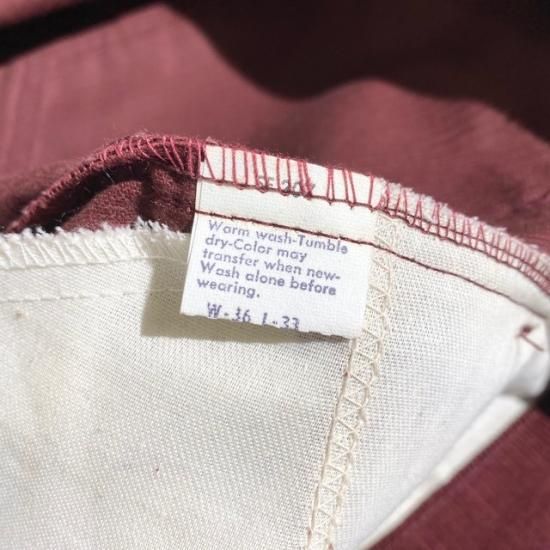 Warm wash-Tumble
dry-Color may
transfer when new-
Wash alone before
wearing.
W-36 L-33